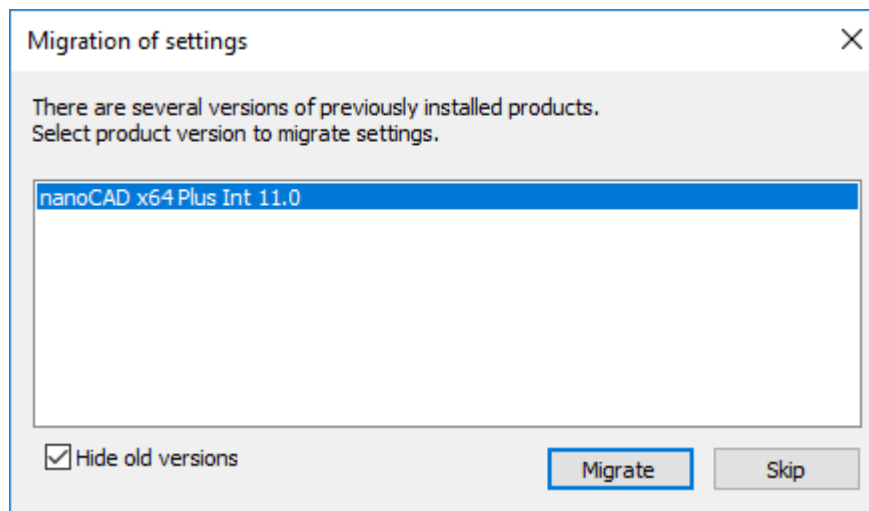 Migration of settings
There are several versions of previously installed products.
Select product version to migrate settings.
nanoCAD x64 Plus Int 11.0
Hide old versions
Migrate
Skip